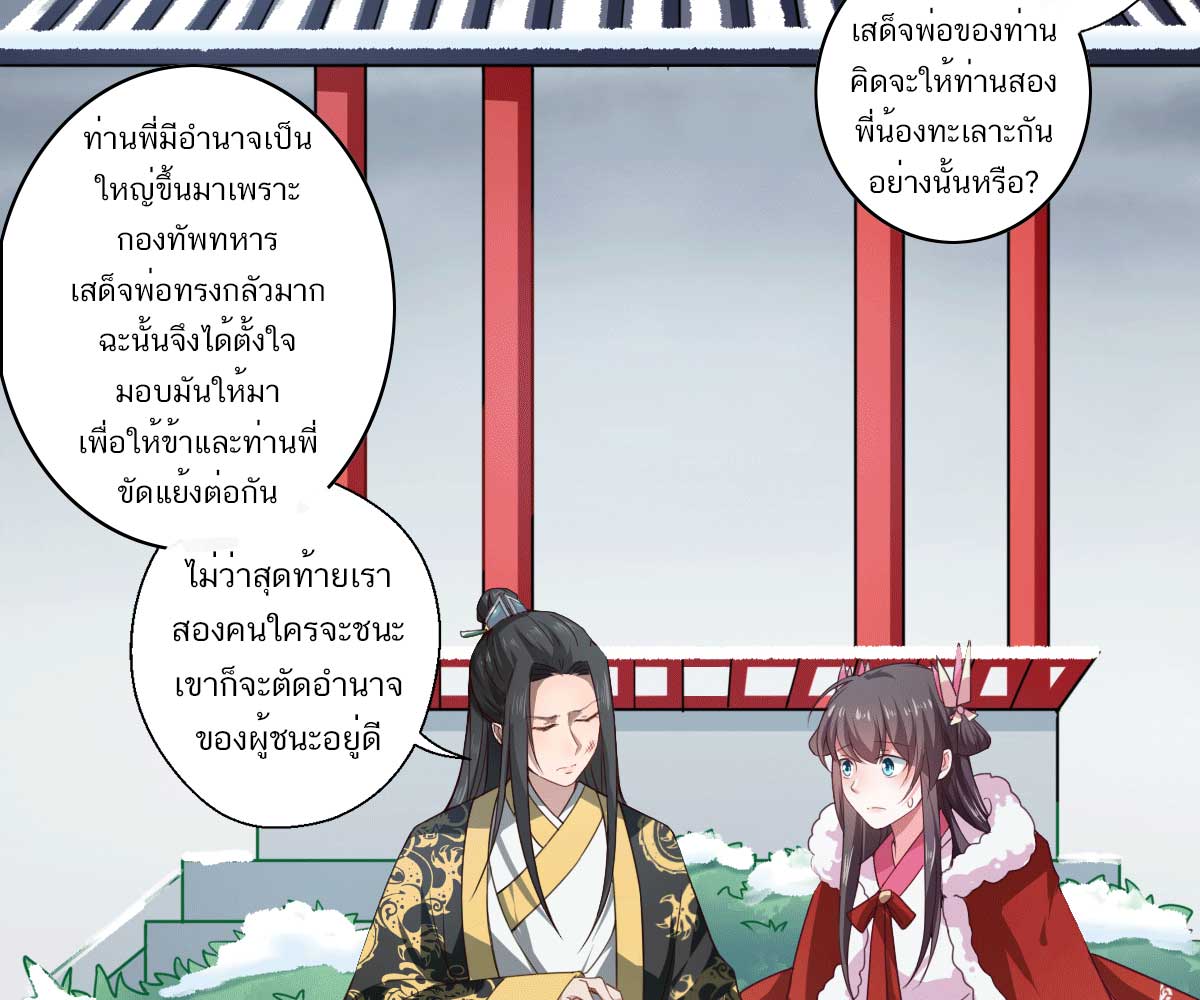 เสด็จพ่อของท่าน
คิดจะให้ท่านสอง
พี่น้องทะเลาะกัน
อย่างนั้นหรือ?
ท่านพี่มีอำนาจเป็น
ใหญ่ขึ้นมาเพราะ
กองทัพทหาร
เสด็จพ่อทรงกลัวมาก
ฉะนั้นจึงได้ตั้งใจ
มอบมันให้มา
เพื่อให้ข้าและท่านพี่
ขัดแย้งต่อกัน
ไม่ว่าสุดท้ายเรา
สองคนใครจะชนะ
เขาก็จะตัดอำนาจ
ของผู้ชนะอยู่ดี